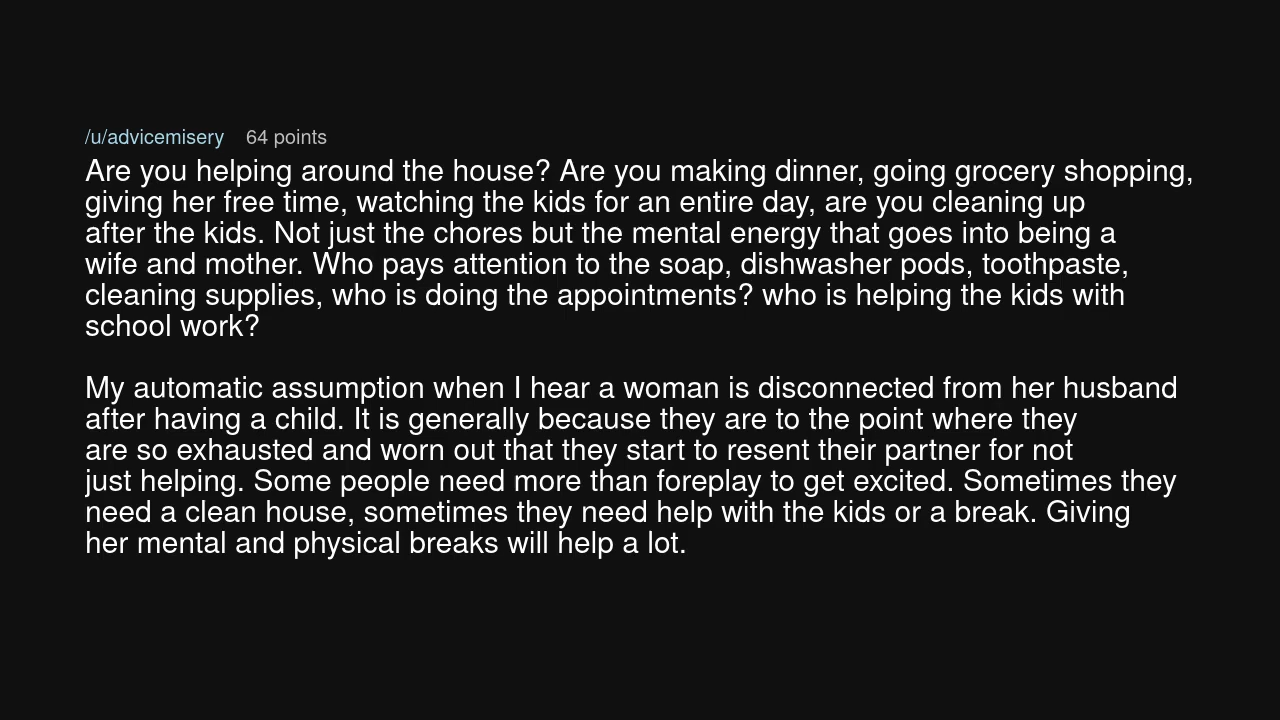 /u/advicemisery 64 points
Are you helping around the house? Are you making dinner, going grocery shopping,
giving her free time, watching the kids for an entire day, are you cleaning up
after the kids. Not just the chores but the mental energy that goes into being a
wife and mother. Who pays attention to the soap, dishwasher pods, toothpaste,
cleaning supplies, who is doing the appointments? who is helping the kids with
school work?
My automatic assumption when I hear a woman is disconnected from her husband
after having a child. It is generally because they are to the point where they
are so exhausted and worn out that they start to resent their partner for not
just helping. Some people need more than foreplay to get excited. Sometimes they
need a clean house, sometimes they need help with the kids or a break. Giving
her mental and physical breaks will help a lot.